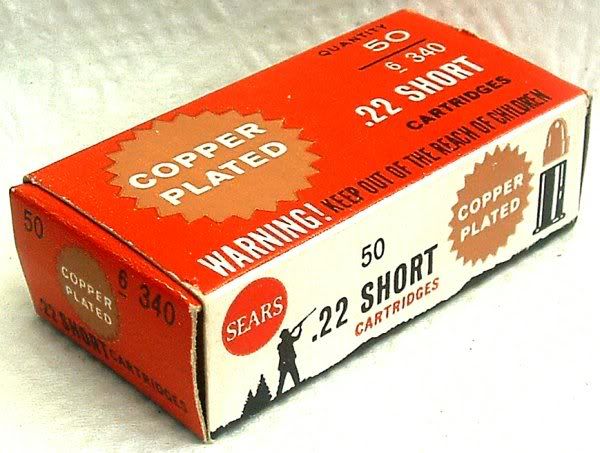 QUANTITY
50
6 340
.22 SHORT
CARTRIDGES
COPPER
PLATED
WARNING! KEEP OUT OF THE REACH OF CHILDREN
50
COPPER
PLATED
6 340
.22 SHORT CARTRIDGES
SEARS
50
.22 SHORT
CARTRIDGES
COPPER
PLATED